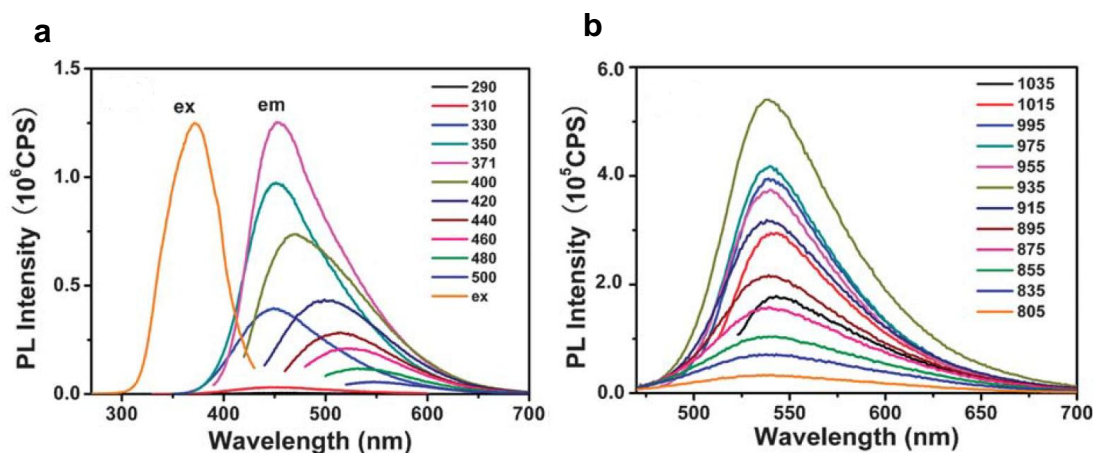 a
1.5
1.0
0.5
0.0
PL Intensity (10⁶CPS)
ex
em
290
310
330
350
371
400
420
440
460
480
500
ex
300 400 500 600 700
Wavelength (nm)
b
6.0
4.0
2.0
0.0
PL Intensity (10⁵CPS)
1035
1015
995
975
955
935
915
895
875
855
835
805
500 550 600 650 700
Wavelength (nm)